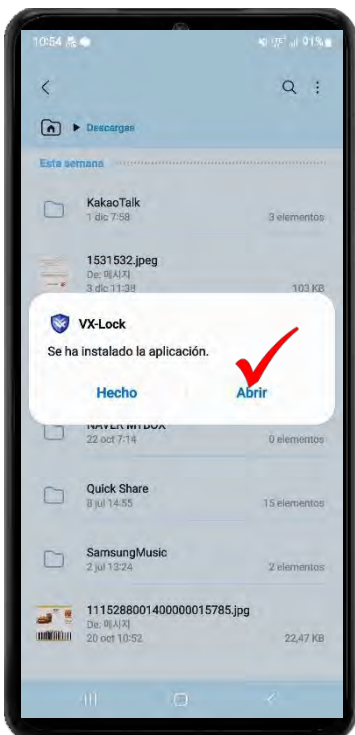 10:54
91%
Descargas
Esta semana
KakaoTalk
1 dic 7:58
3 elementos
1531532.jpeg
De: 메시지
3 dic 11:38
103 KB
VX-Lock
Se ha instalado la aplicación.
Hecho
Abrir
NAVER MYBOX
22 oct 7:14
0 elementos
Quick Share
8 jul 14:55
15 elementos
SamsungMusic
2 jul 13:24
2 elementos
1115288001400000015785.jpg
De: 메시지
20 oct 10:52
22,47 KB